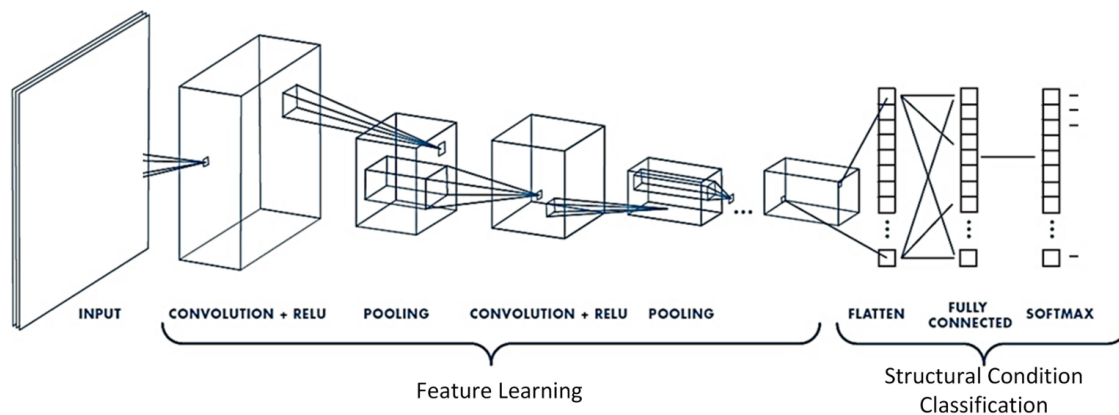 INPUT
CONVOLUTION + RELU
POOLING
CONVOLUTION + RELU
POOLING
...
FLATTEN
FULLY
CONNECTED
SOFTMAX
Feature Learning
Structural Condition
Classification